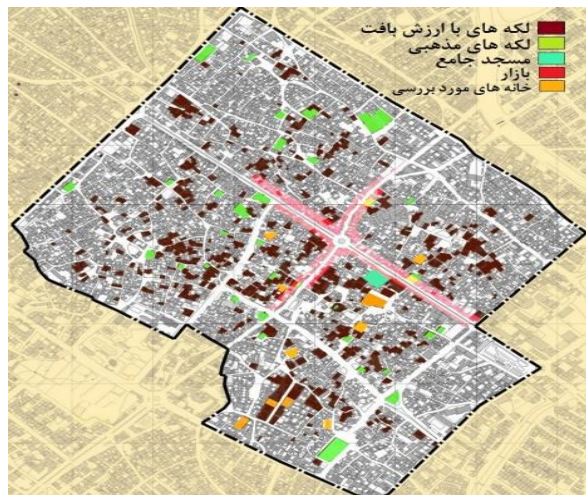 لکه های با ارزش بافت
لکه های مذهبی
مسجد جامع
بازار
خانه های مورد بررسی